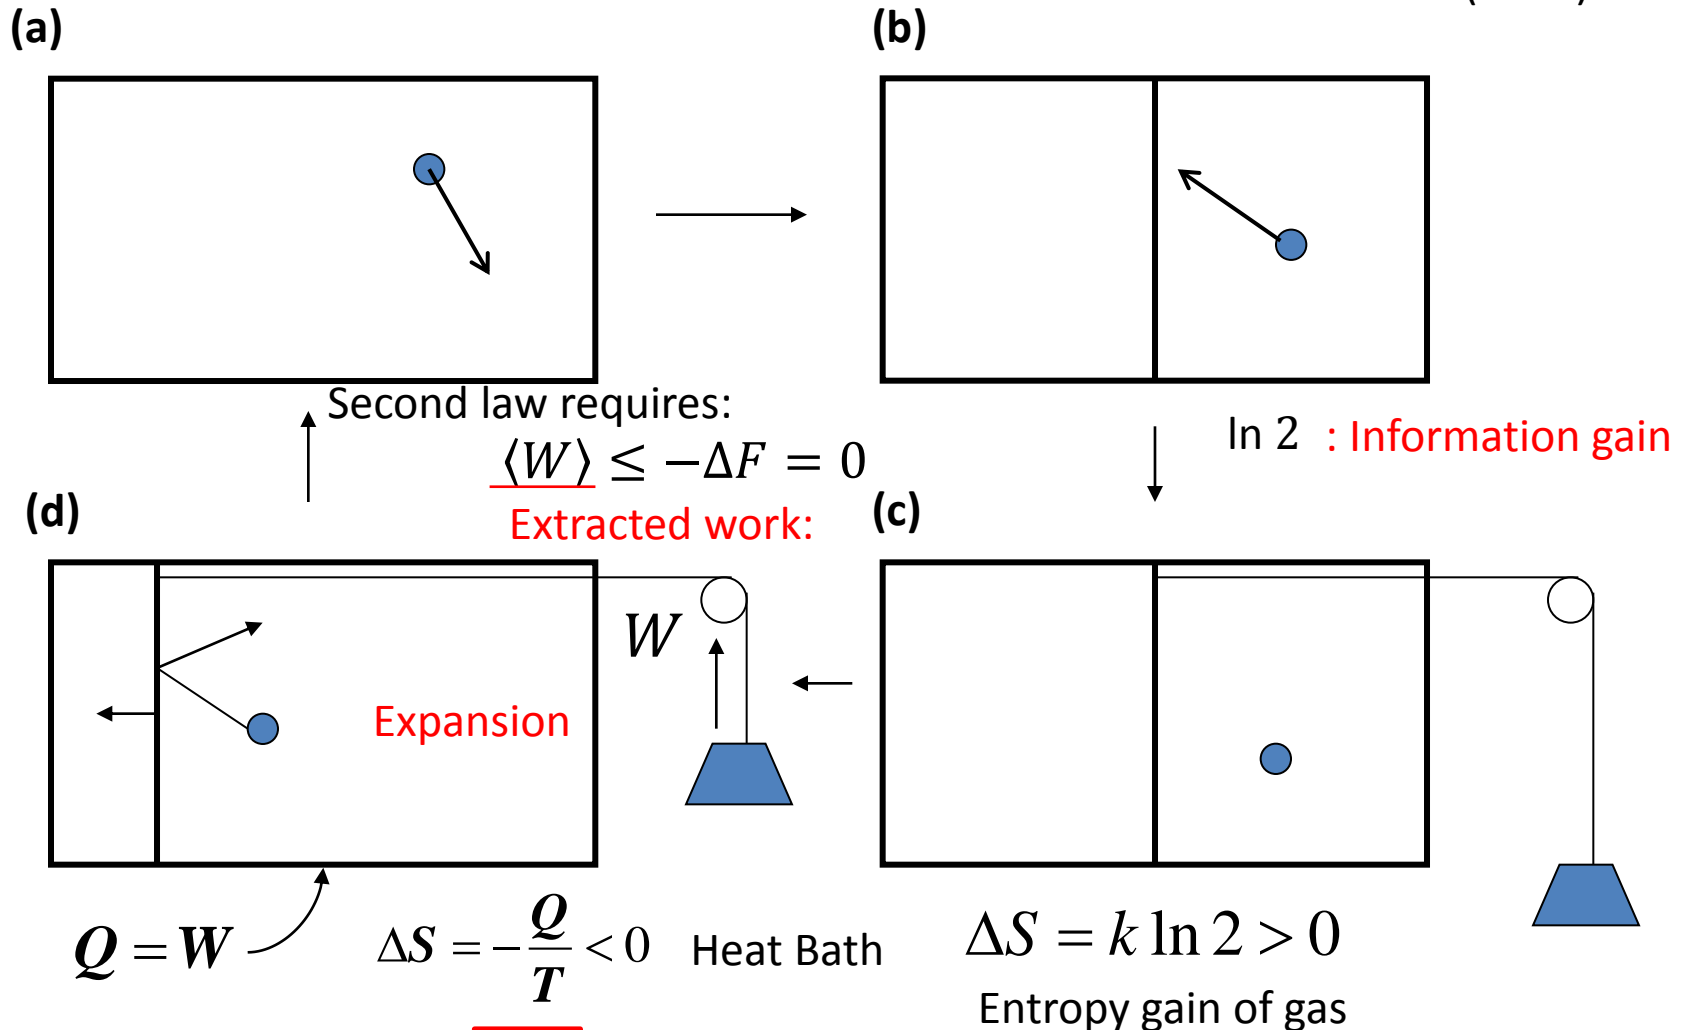 (a)
(b)
Second law requires:
⟨W⟩ ≤ −ΔF = 0
Extracted work:
ln 2 : Information gain
(d)
(c)
W
Expansion
Q = W
ΔS = −Q/T < 0 Heat Bath
ΔS = k ln 2 > 0
Entropy gain of gas